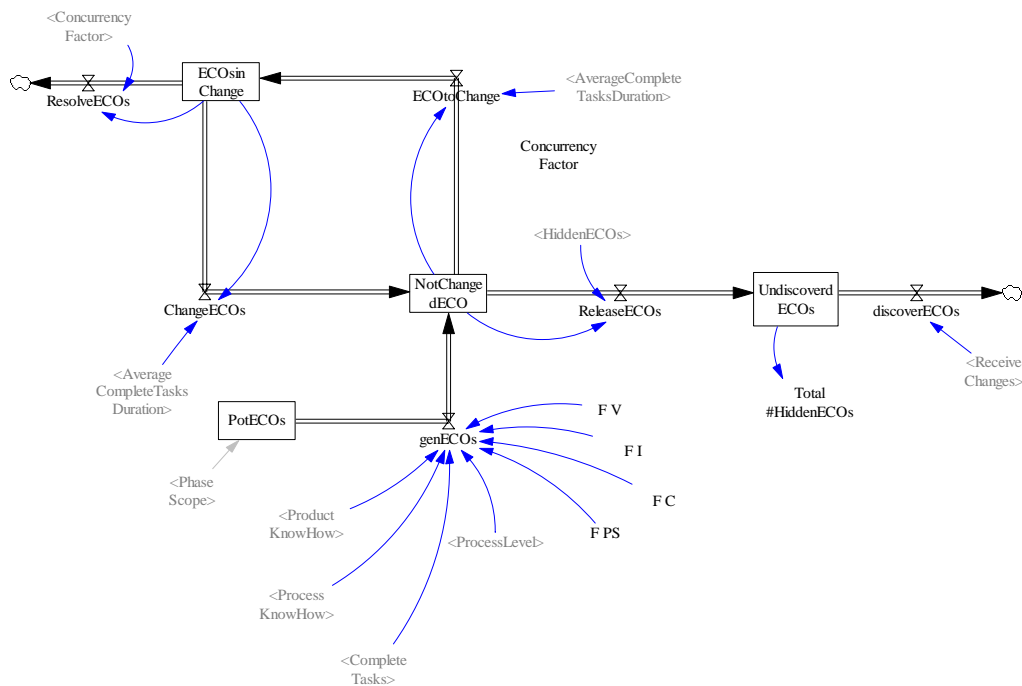 <Concurrency
Factor>
ResolveECOs
ECOsin
Change
ECOtoChange
<AverageComplete
TasksDuration>
Concurrency
Factor
<HiddenECOs>
ChangeECOs
NotChange
dECO
ReleaseECOs
Undiscoverd
ECOs
discoverECOs
<Average
CompleteTasks
Duration>
<Receive
Changes>
Total
#HiddenECOs
PotECOs
genECOs
F V
F I
F C
F PS
<Phase
Scope>
<Product
KnowHow>
<ProcessLevel>
<Process
KnowHow>
<Complete
Tasks>